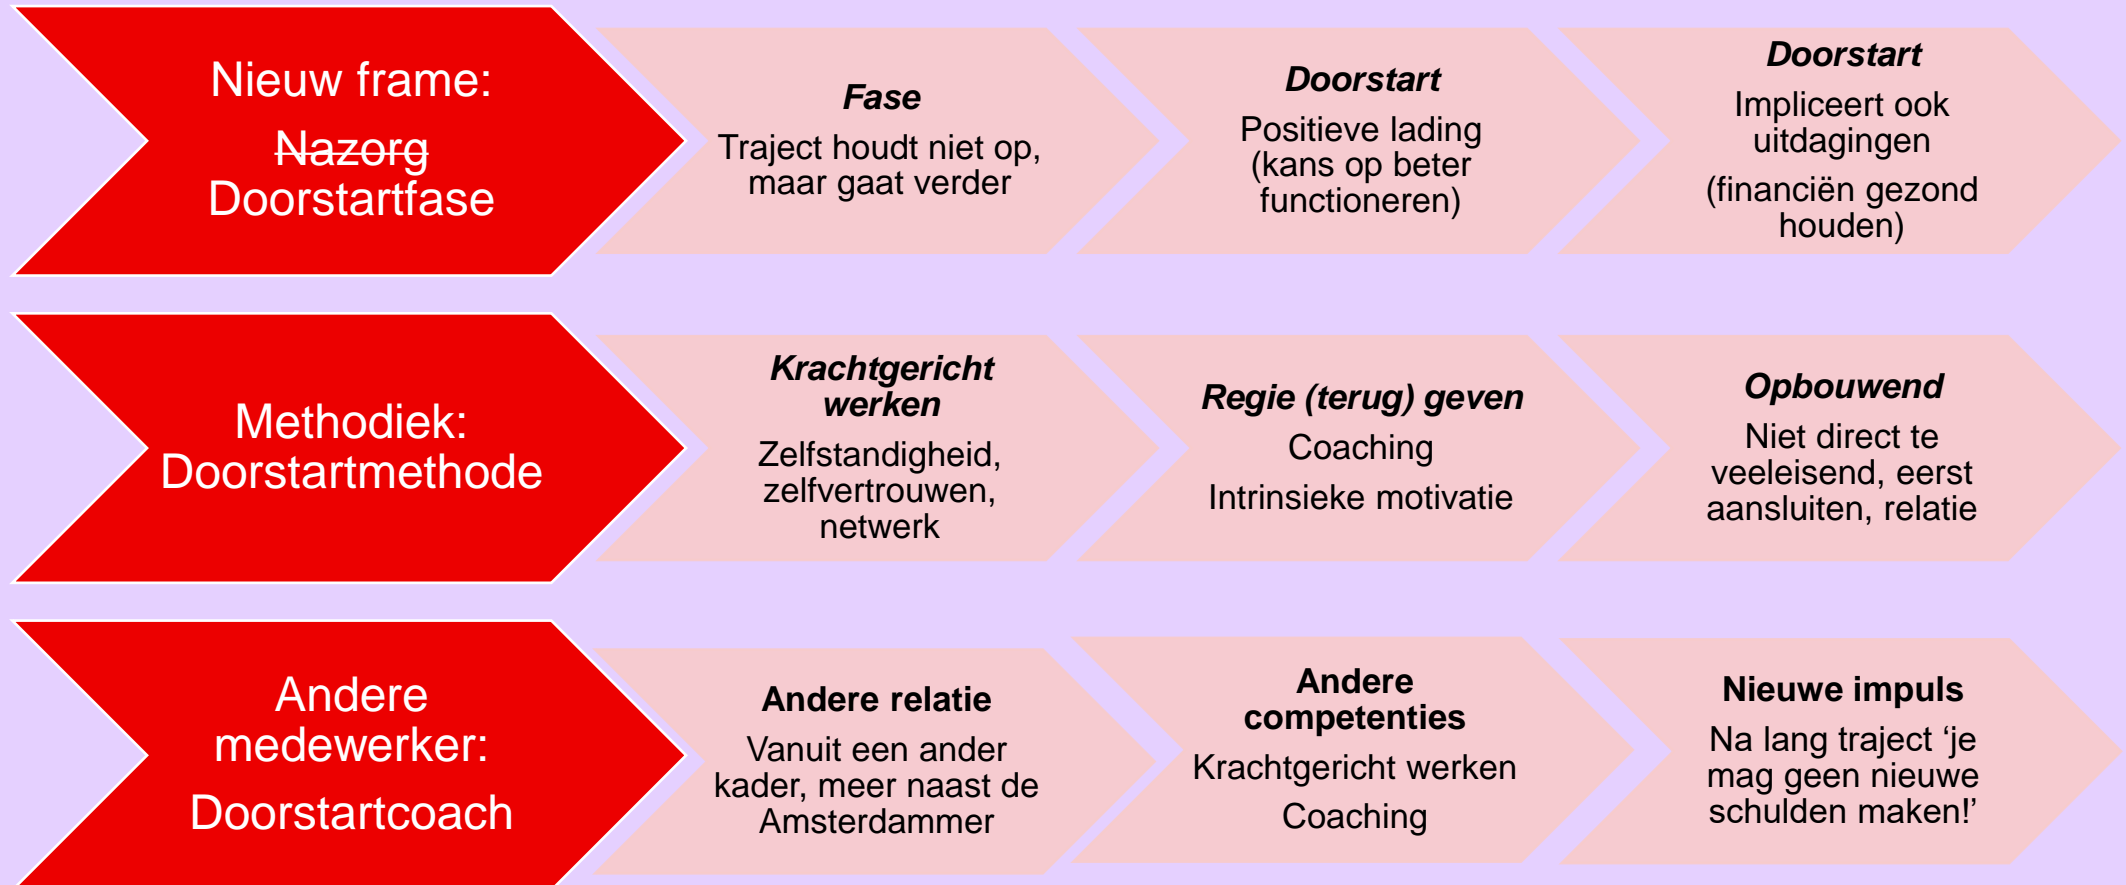 Nieuw frame:
Nazorg
Doorstartfase
Fase
Traject houdt niet op,
maar gaat verder
Doorstart
Positieve lading
(kans op beter
functioneren)
Doorstart
Impliceert ook
uitdagingen
(financiën gezond
houden)
Methodiek:
Doorstartmethode
Krachtgericht
werken
Zelfstandigheid,
zelfvertrouwen,
netwerk
Regie (terug) geven
Coaching
Intrinsieke motivatie
Opbouwend
Niet direct te
veeleisend, eerst
aansluiten, relatie
Andere
medewerker:
Doorstartcoach
Andere relatie
Vanuit een ander
kader, meer naast de
Amsterdammer
Andere
competenties
Krachtgericht werken
Coaching
Nieuwe impuls
Na lang traject ‘je
mag geen nieuwe
schulden maken!’